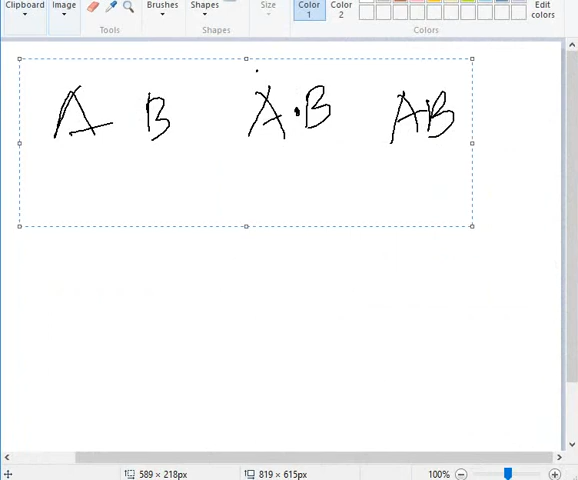 Clipboard Image Brushes Shapes Size Color 1 Color 2 Edit colors
Tools Shapes Colors
A B A·B AB
589 × 218px 819 × 615px 100%